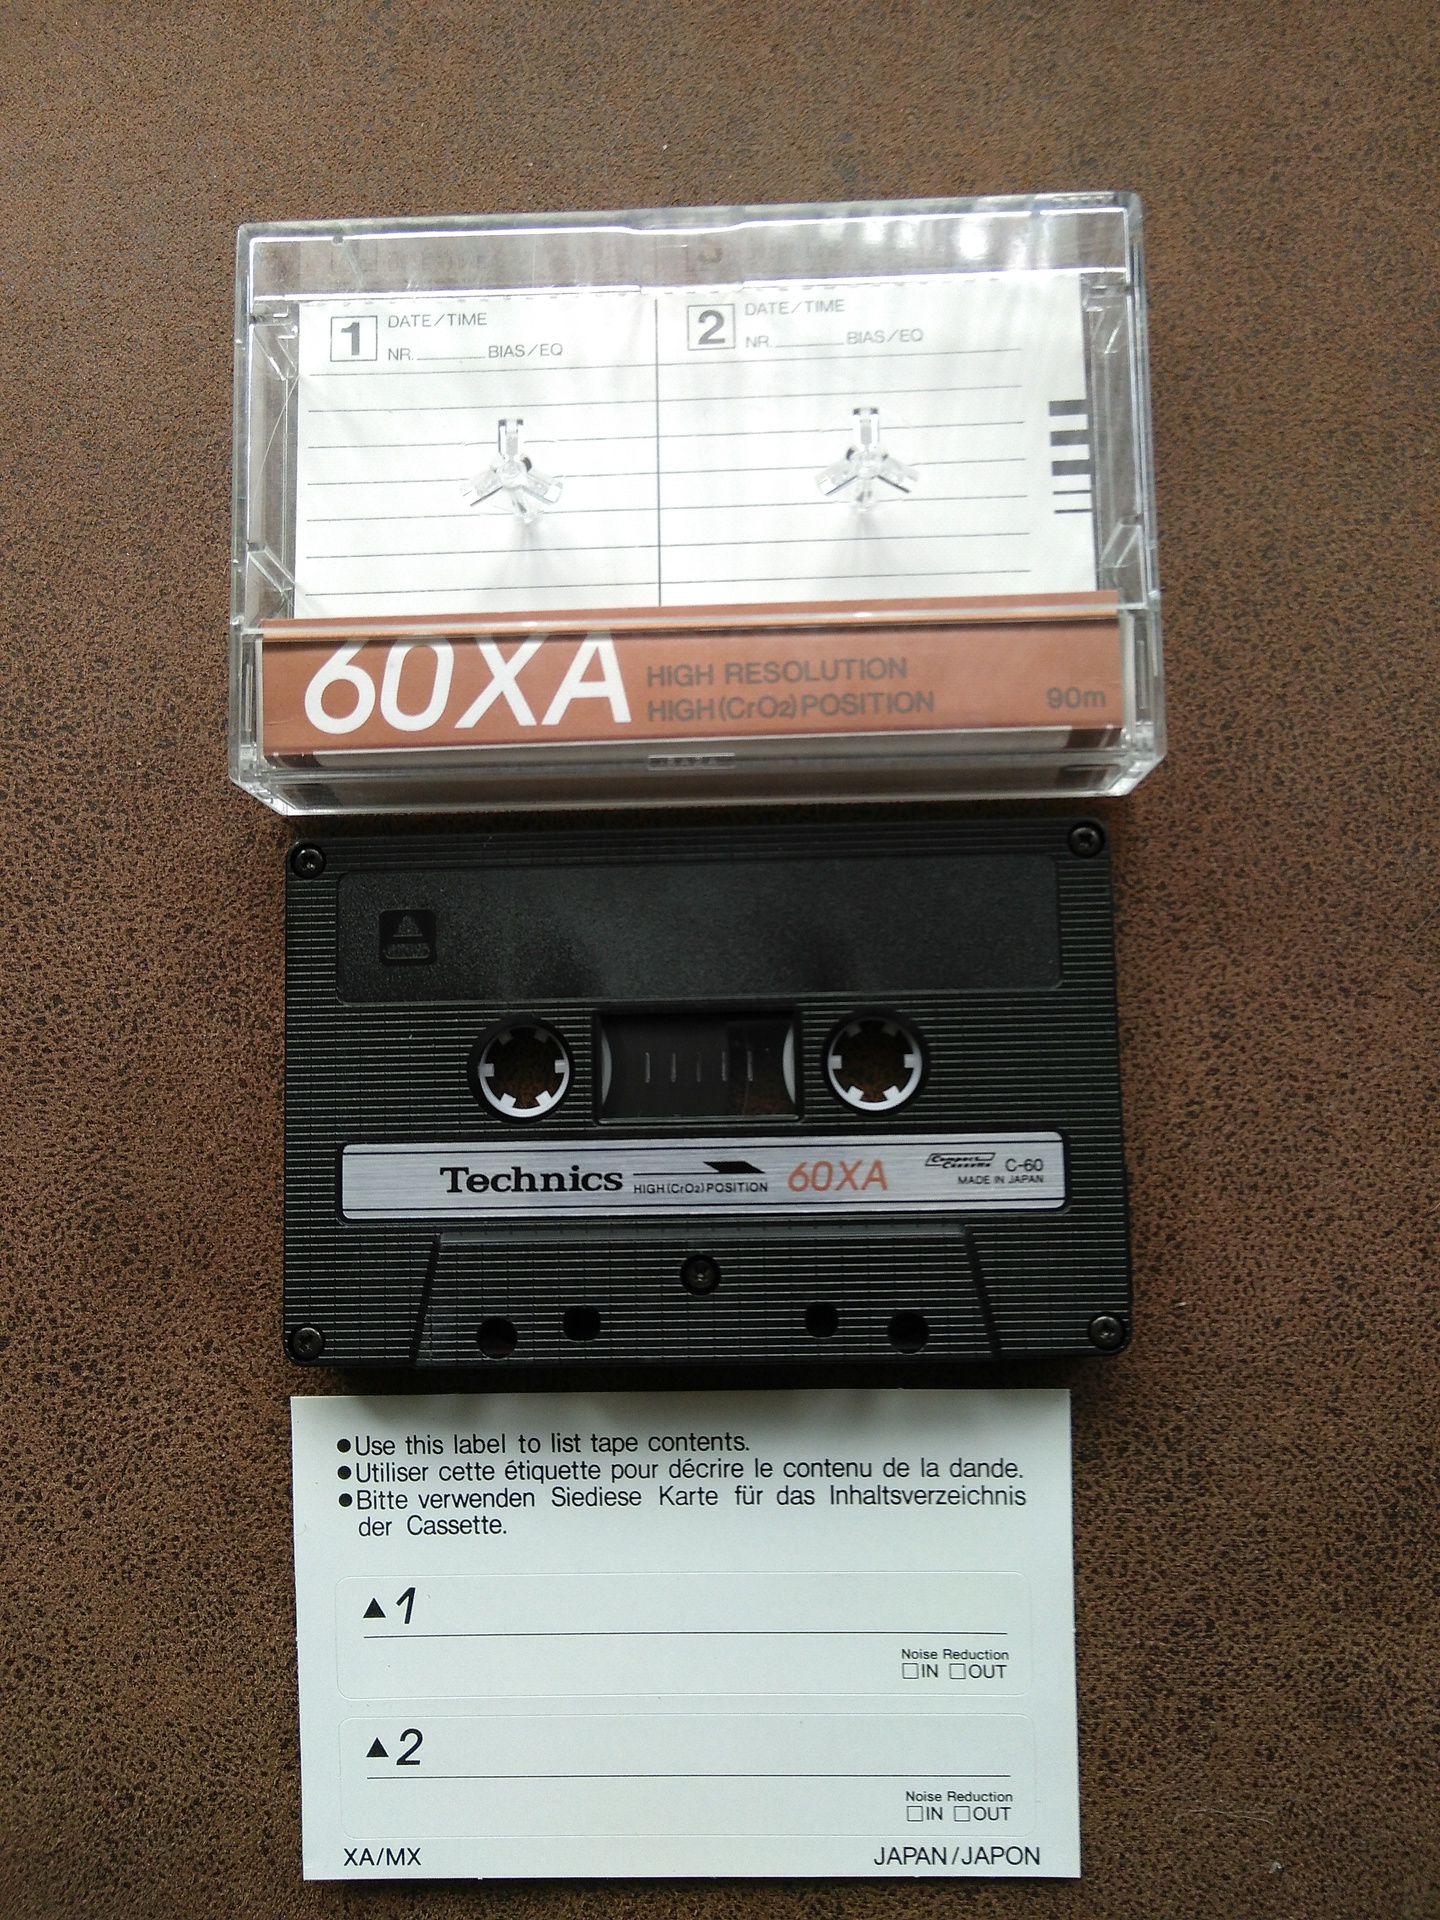 1 DATE/TIME
NR. BIAS/EQ
2 DATE/TIME
NR. BIAS/EQ
60XA HIGH RESOLUTION
HIGH (CrO2) POSITION 90m
Technics HIGH (CrO2) POSITION 60XA Compact Cassette C-60
MADE IN JAPAN
●Use this label to list tape contents.
●Utiliser cette étiquette pour décrire le contenu de la dande.
●Bitte verwenden Siediese Karte für das Inhaltsverzeichnis
der Cassette.
▲1
Noise Reduction
□IN □OUT
▲2
Noise Reduction
□IN □OUT
XA/MX JAPAN/JAPON